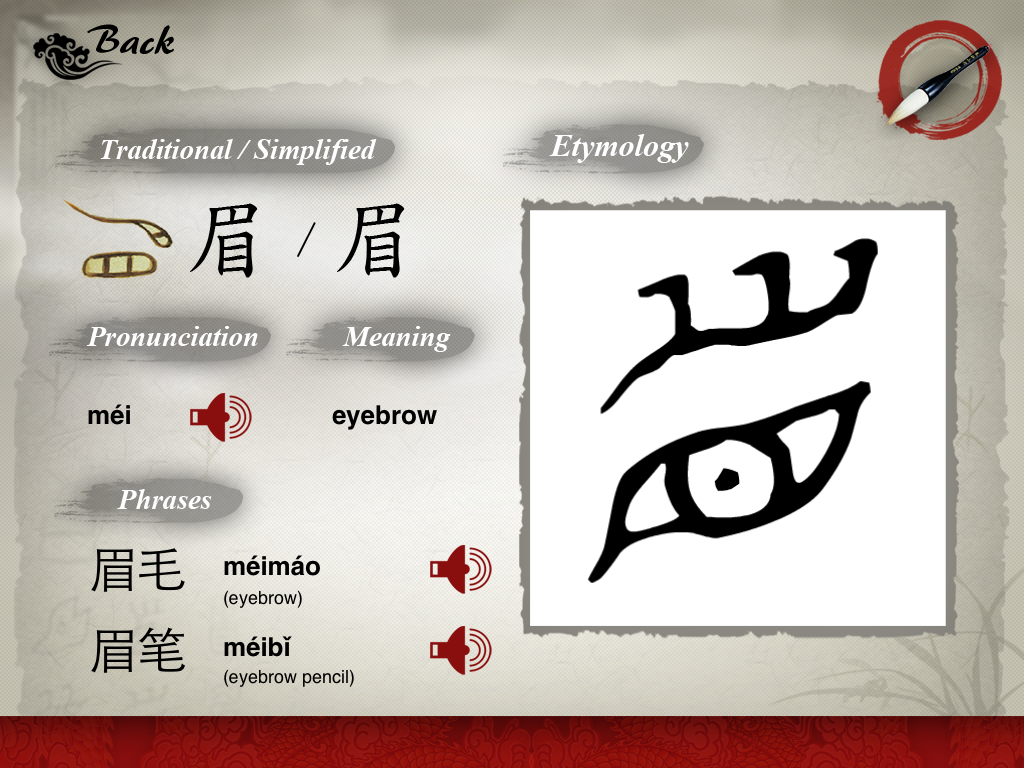 Back
Traditional / Simplified
Etymology
眉 / 眉
Pronunciation
Meaning
méi
eyebrow
Phrases
眉毛
méimáo
(eyebrow)
眉笔
méibǐ
(eyebrow pencil)